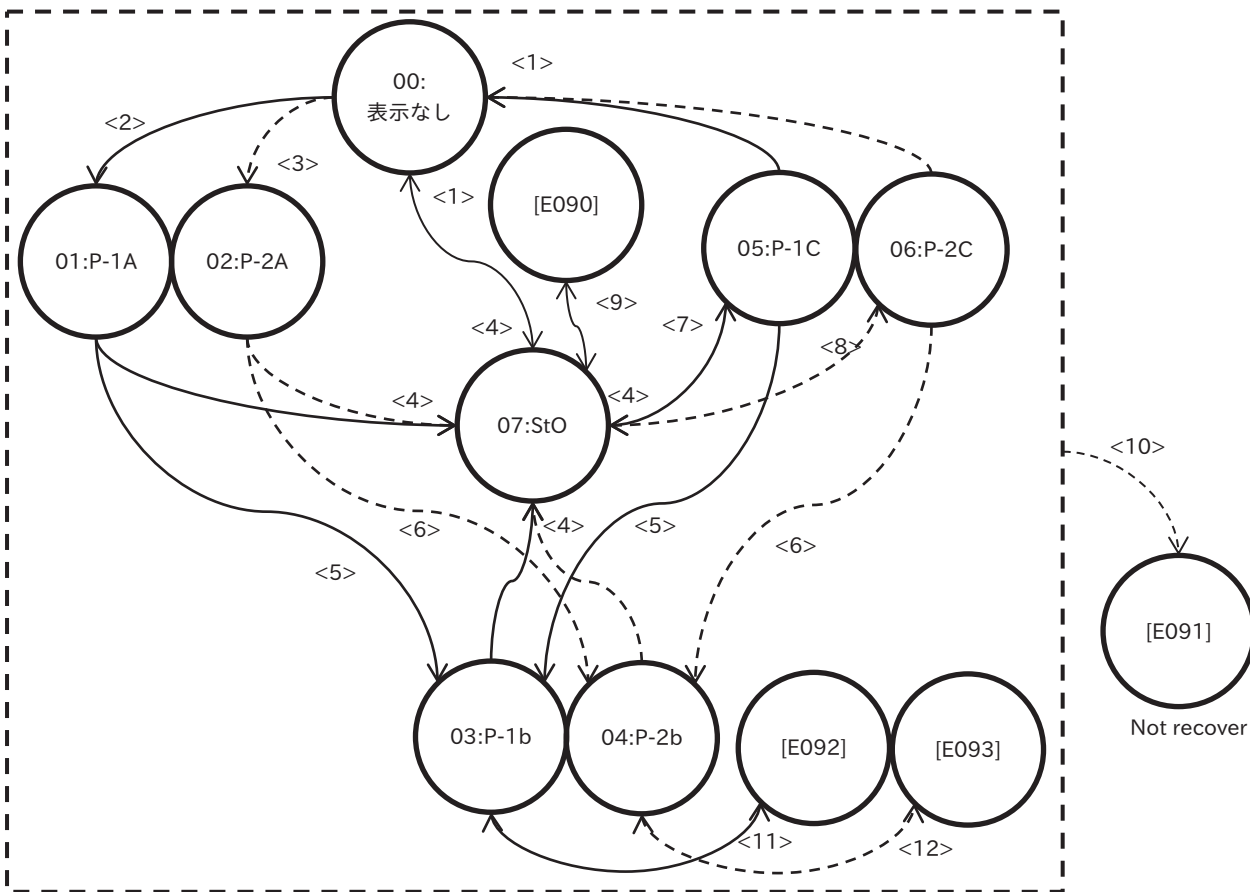 <1>
00:
表示なし
<2>
<3>
<1>
[E090]
01:P-1A
02:P-2A
05:P-1C
06:P-2C
<9>
<4>
<7>
<8>
<4>
<4>
07:StO
<10>
<6>
<4>
<5>
<6>
<5>
[E091]
Not recover
03:P-1b
04:P-2b
[E092]
[E093]
<11>
<12>